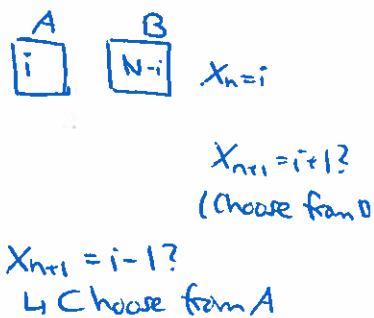 A B
i N-i Xₙ=i
Xₙ₊₁=i+1?
(Choose from
Xₙ₊₁=i-1?
↳ Choose from A